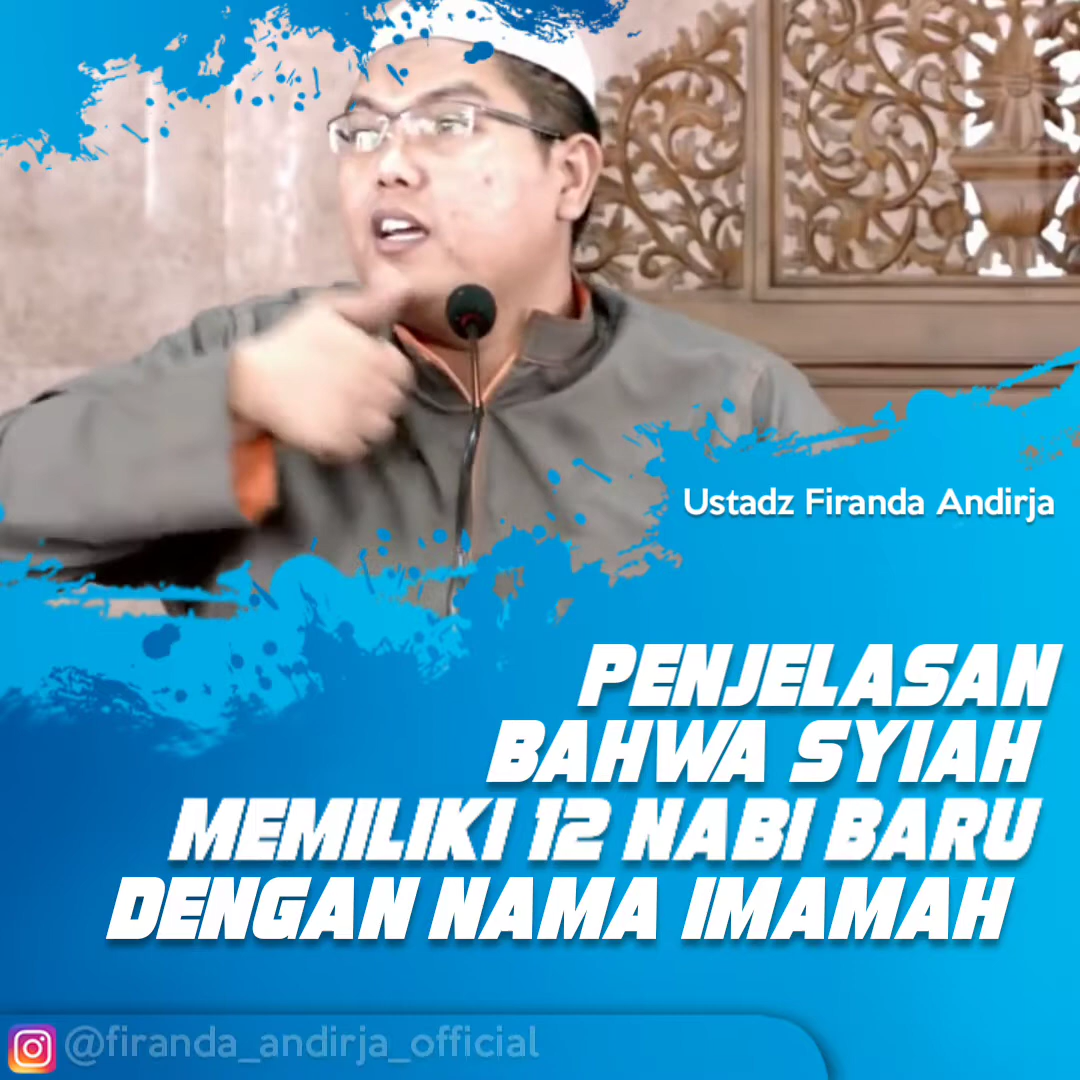 Ustadz Firanda Andirja
PENJELASAN
BAHWA SYIAH
MEMILIKI 12 NABI BARU
DENGAN NAMA IMAMAH
@firanda_andirja_official